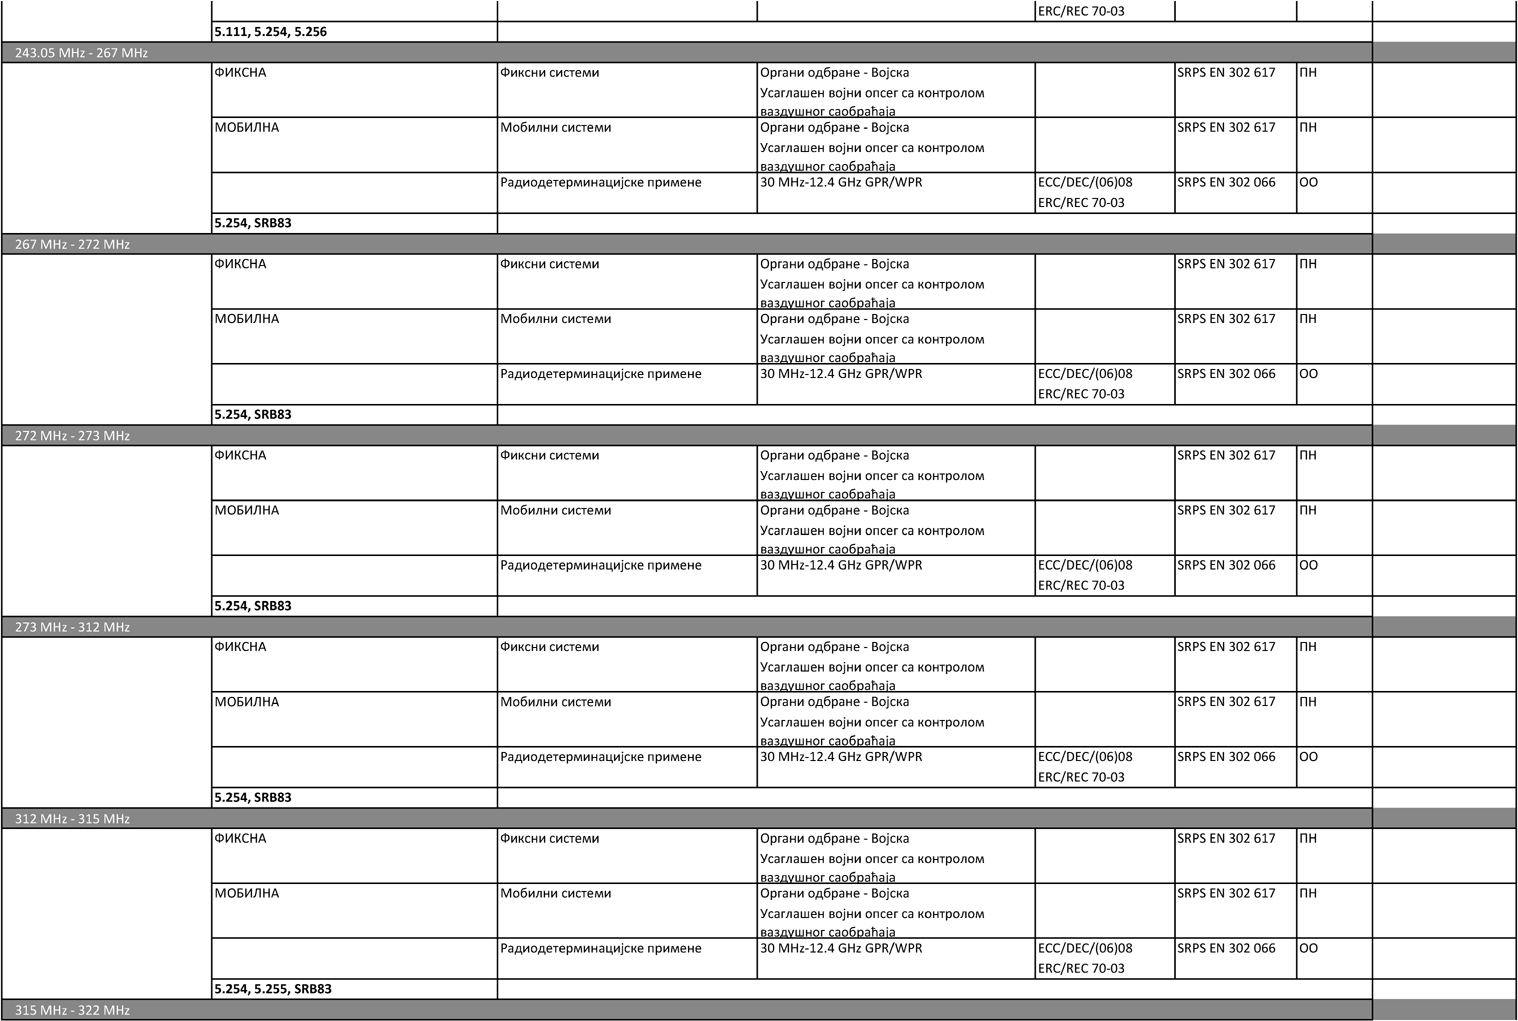 ERC/REC 70-03
5.111, 5.254, 5.256
243.05 MHz - 267 MHz
ФИКСНА Фиксни системи Органи одбране - Војска SRPS EN 302 617 ПН
Усаглашен војни опсег са контролом
ваздушног саобраћаја
МОБИЛНА Мобилни системи Органи одбране - Војска SRPS EN 302 617 ПН
Усаглашен војни опсег са контролом
ваздушног саобраћаја
Радиодетерминацијске примене 30 MHz-12.4 GHz GPR/WPR ECC/DEC/(06)08 SRPS EN 302 066 ОО
ERC/REC 70-03
5.254, SRB83
267 MHz - 272 MHz
ФИКСНА Фиксни системи Органи одбране - Војска SRPS EN 302 617 ПН
Усаглашен војни опсег са контролом
ваздушног саобраћаја
МОБИЛНА Мобилни системи Органи одбране - Војска SRPS EN 302 617 ПН
Усаглашен војни опсег са контролом
ваздушног саобраћаја
Радиодетерминацијске примене 30 MHz-12.4 GHz GPR/WPR ECC/DEC/(06)08 SRPS EN 302 066 ОО
ERC/REC 70-03
5.254, SRB83
272 MHz - 273 MHz
ФИКСНА Фиксни системи Органи одбране - Војска SRPS EN 302 617 ПН
Усаглашен војни опсег са контролом
ваздушног саобраћаја
МОБИЛНА Мобилни системи Органи одбране - Војска SRPS EN 302 617 ПН
Усаглашен војни опсег са контролом
ваздушног саобраћаја
Радиодетерминацијске примене 30 MHz-12.4 GHz GPR/WPR ECC/DEC/(06)08 SRPS EN 302 066 ОО
ERC/REC 70-03
5.254, SRB83
273 MHz - 312 MHz
ФИКСНА Фиксни системи Органи одбране - Војска SRPS EN 302 617 ПН
Усаглашен војни опсег са контролом
ваздушног саобраћаја
МОБИЛНА Мобилни системи Органи одбране - Војска SRPS EN 302 617 ПН
Усаглашен војни опсег са контролом
ваздушног саобраћаја
Радиодетерминацијске примене 30 MHz-12.4 GHz GPR/WPR ECC/DEC/(06)08 SRPS EN 302 066 ОО
ERC/REC 70-03
5.254, SRB83
312 MHz - 315 MHz
ФИКСНА Фиксни системи Органи одбране - Војска SRPS EN 302 617 ПН
Усаглашен војни опсег са контролом
ваздушног саобраћаја
МОБИЛНА Мобилни системи Органи одбране - Војска SRPS EN 302 617 ПН
Усаглашен војни опсег са контролом
ваздушног саобраћаја
Радиодетерминацијске примене 30 MHz-12.4 GHz GPR/WPR ECC/DEC/(06)08 SRPS EN 302 066 ОО
ERC/REC 70-03
5.254, 5.255, SRB83
315 MHz - 322 MHz